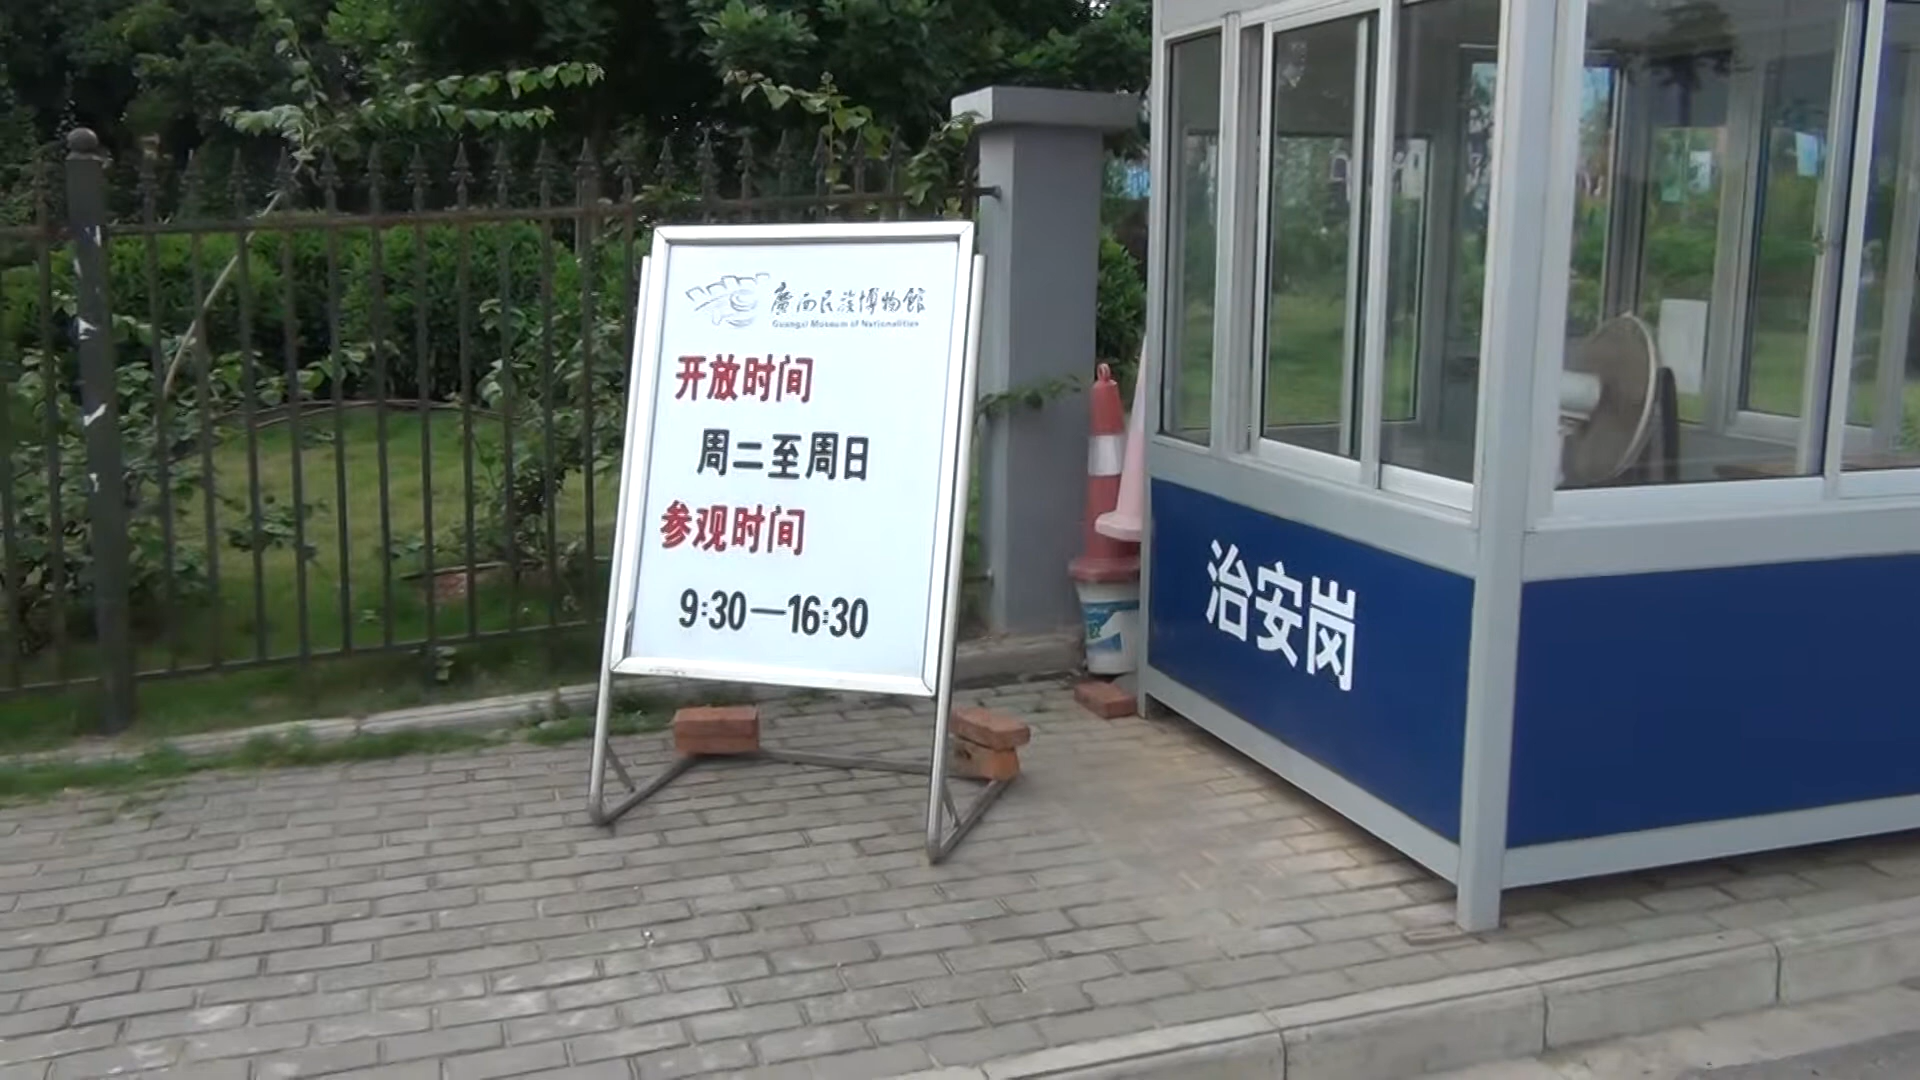 廣西民族博物館
Guangxi Museum of Nationalities
开放时间
周二至周日
参观时间
9:30—16:30
治安岗